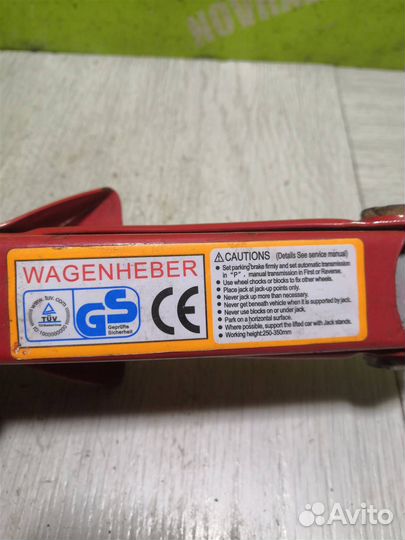 NOVHA
WAGENHEBER
www.tuv.com
TÜV
ID:1000000000
GS
Geprüfte
Sicherheit
CE
CAUTIONS (Details See service manual)
● Set parking brake firmly and set automatic transmission
in "P", manual transmission in First or Reverse.
● Use wheel chocks or blocks to fix other wheels.
● Place jack at jack-up points only.
● Never jack up more than necessary.
● Never get beneath vehicle when it is supported by jack.
● Never use blocks on or under jack.
● Park on a horizontal surface.
● Where possible, support the lifted car with Jack stands.
● Working height:250-350mm
Avito